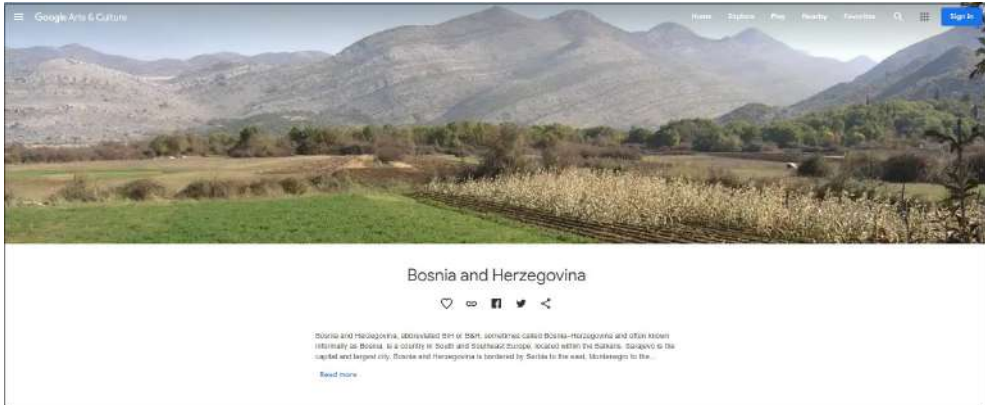 Google Arts & Culture
Home Explore Play Nearby Favorites Sign in
Bosnia and Herzegovina
Bosnia and Herzegovina, abbreviated BiH or B&H, sometimes called Bosnia–Herzegovina and often known
informally as Bosnia, is a country in South and Southeast Europe, located within the Balkans. Sarajevo is the
capital and largest city. Bosnia and Herzegovina is bordered by Serbia to the east, Montenegro to the...
Read more